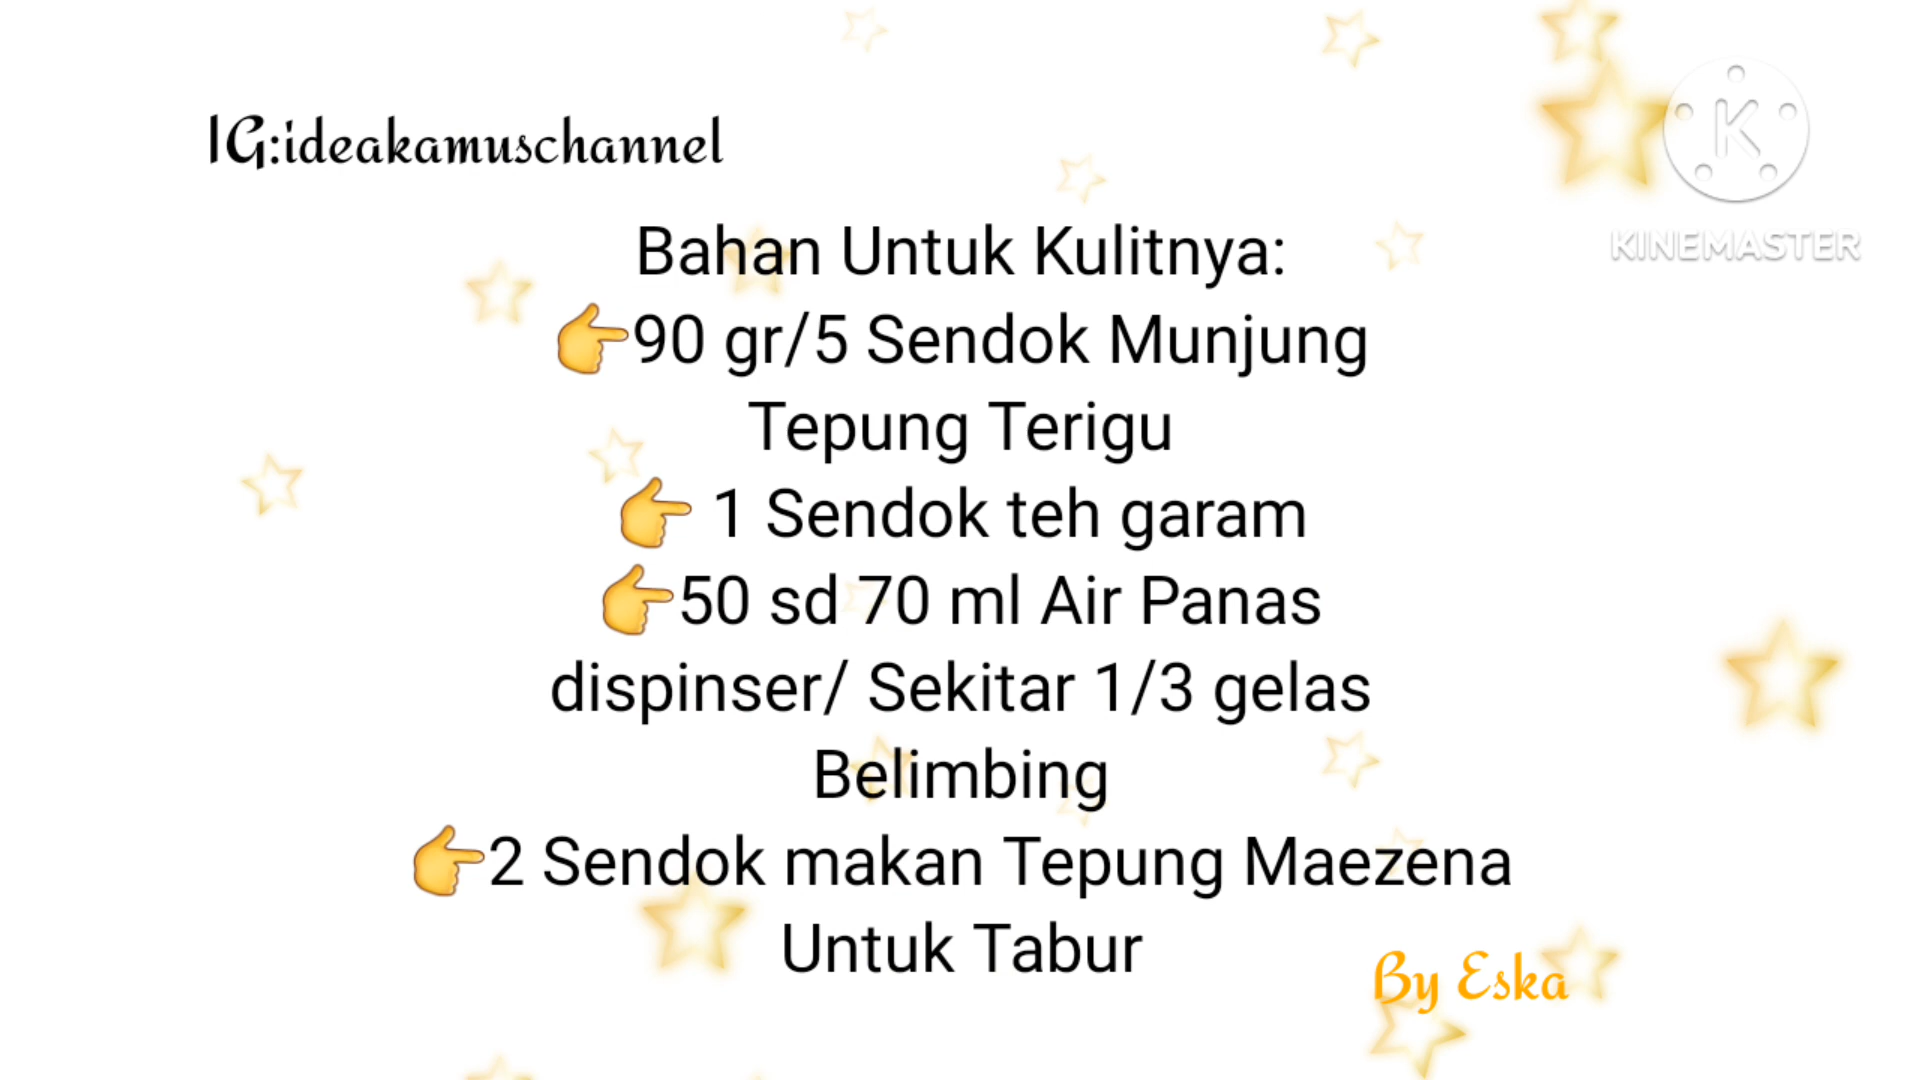 IG:ideakamuschannel
KINEMASTER
Bahan Untuk Kulitnya:
👉90 gr/5 Sendok Munjung
Tepung Terigu
👉 1 Sendok teh garam
👉50 sd 70 ml Air Panas
dispinser/ Sekitar 1/3 gelas
Belimbing
👉2 Sendok makan Tepung Maezena
Untuk Tabur
By Eska